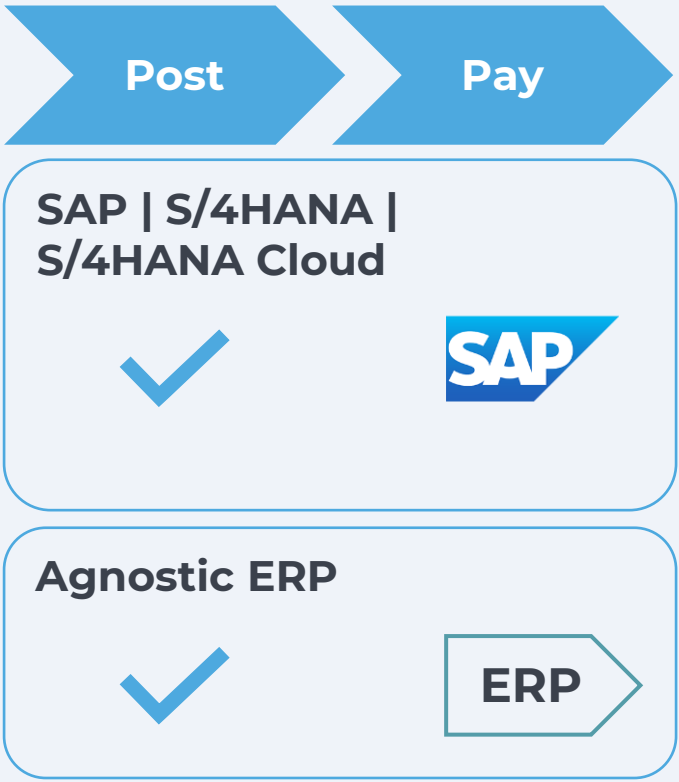 Post
Pay
SAP | S/4HANA |
S/4HANA Cloud
SAP
Agnostic ERP
ERP